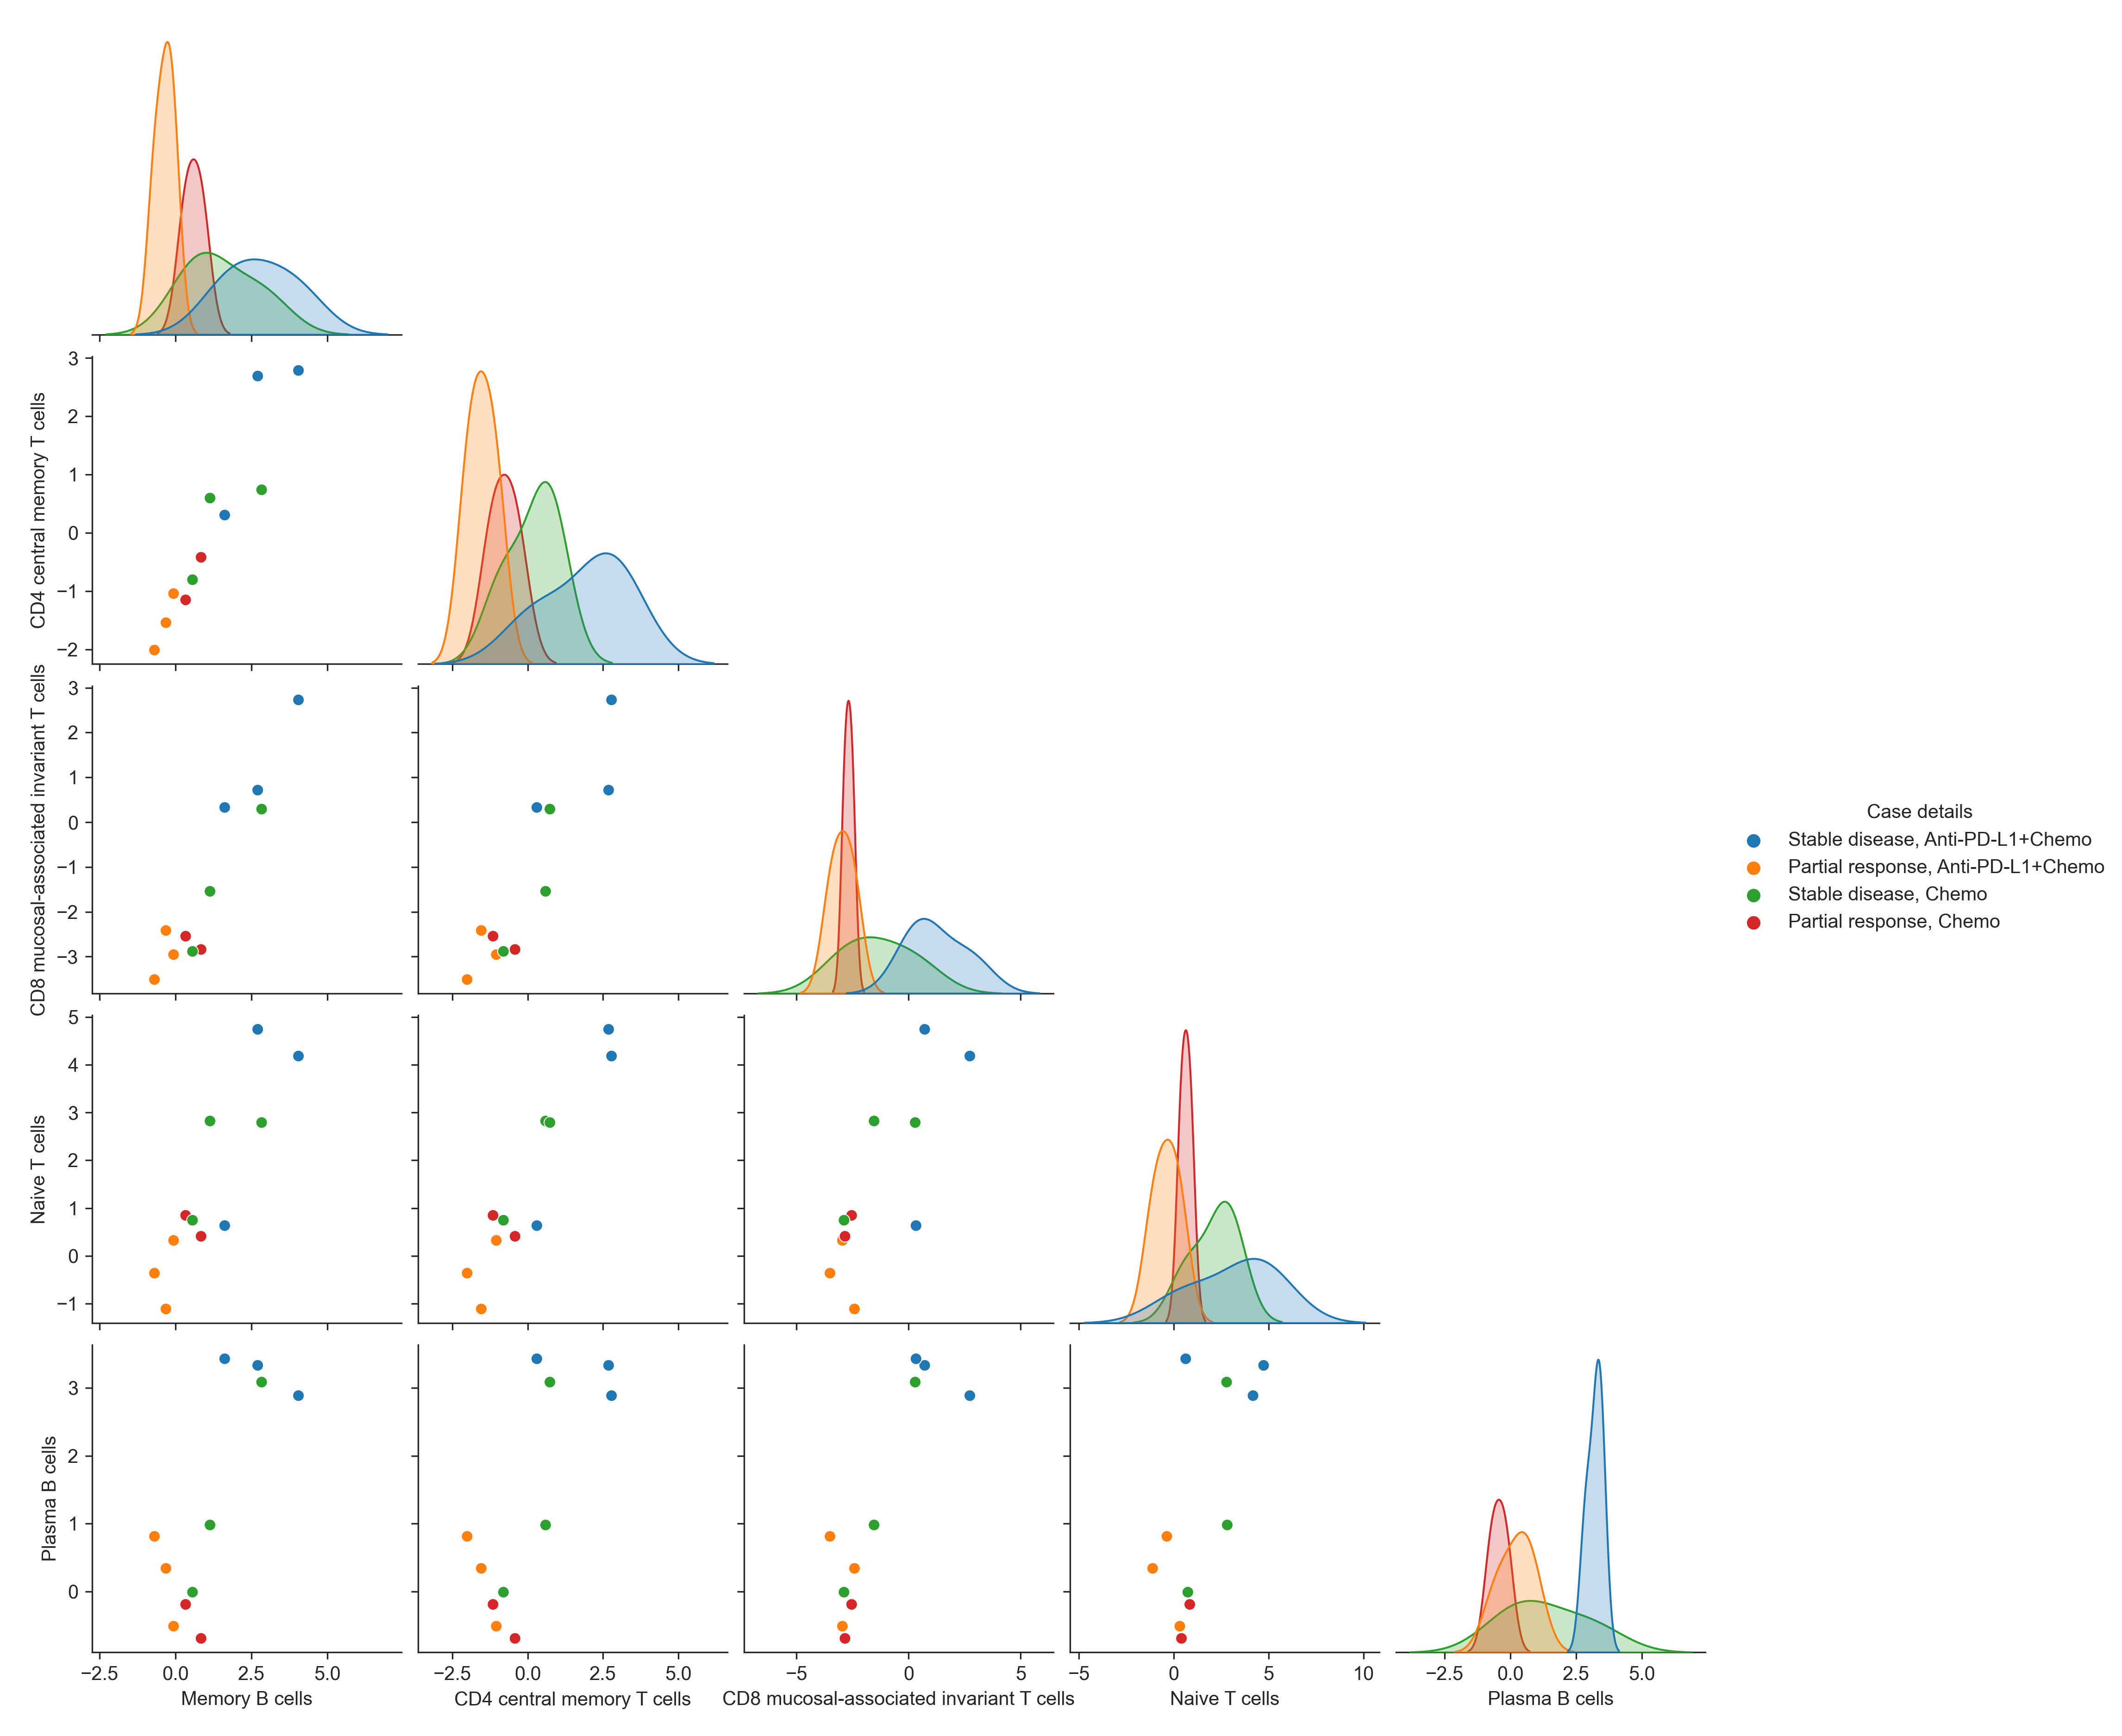 CD4 central memory T cells
3
2
1
0
−1
−2
CD8 mucosal-associated invariant T cells
3
2
1
0
−1
−2
−3
Naive T cells
5
4
3
2
1
0
−1
Plasma B cells
3
2
1
0
−2.5 0.0 2.5 5.0
Memory B cells
−2.5 0.0 2.5 5.0
CD4 central memory T cells
−5 0 5
CD8 mucosal-associated invariant T cells
−5 0 5 10
Naive T cells
−2.5 0.0 2.5 5.0
Plasma B cells
Case details
Stable disease, Anti-PD-L1+Chemo
Partial response, Anti-PD-L1+Chemo
Stable disease, Chemo
Partial response, Chemo